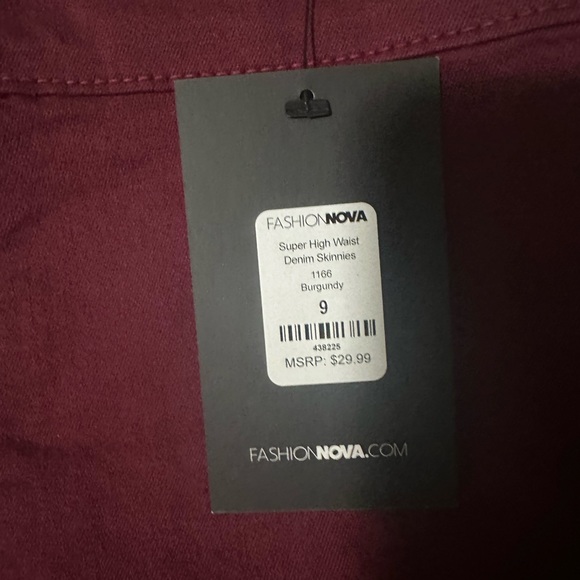 FASHIONNOVA
Super High Waist
Denim Skinnies
1166
Burgundy
9
438225
MSRP: $29.99
FASHIONNOVA.COM